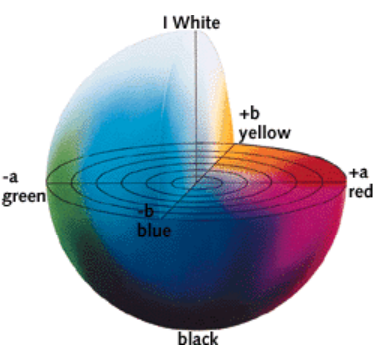 I White
+b
yellow
-a
green
+a
red
-b
blue
black